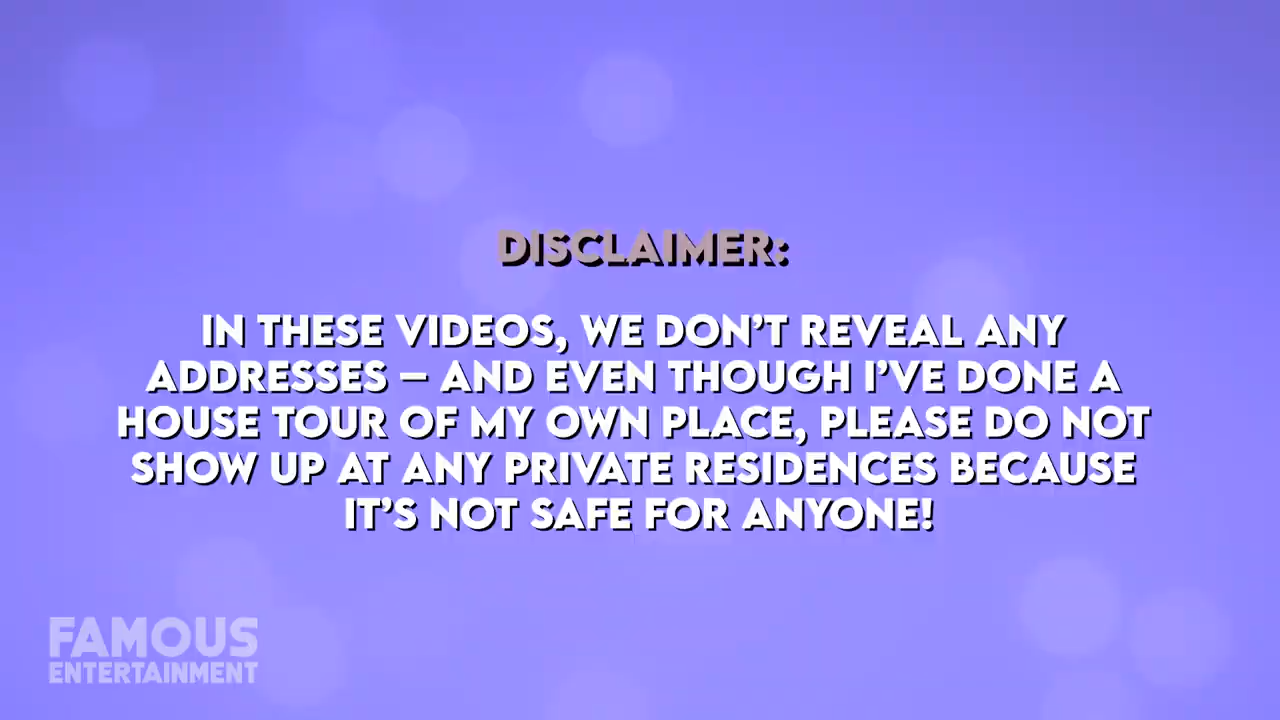 DISCLAIMER:
IN THESE VIDEOS, WE DON'T REVEAL ANY
ADDRESSES – AND EVEN THOUGH I'VE DONE A
HOUSE TOUR OF MY OWN PLACE, PLEASE DO NOT
SHOW UP AT ANY PRIVATE RESIDENCES BECAUSE
IT'S NOT SAFE FOR ANYONE!
FAMOUS
ENTERTAINMENT